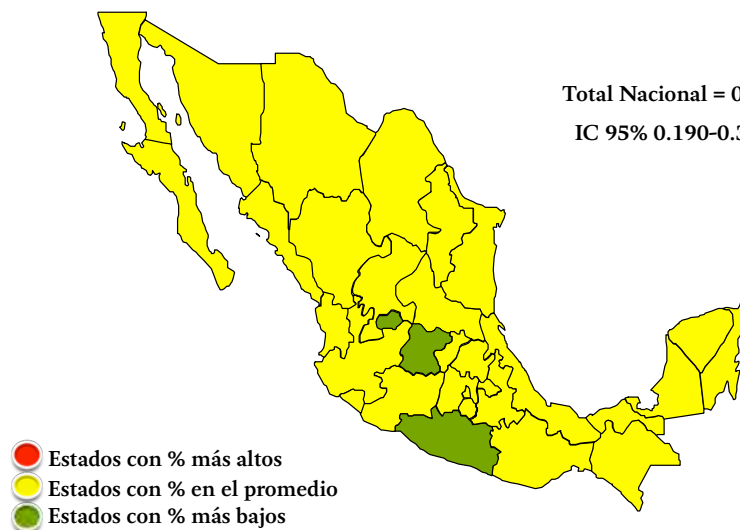 Total Nacional = 0
IC 95% 0.190-0.
Estados con % más altos
Estados con % en el promedio
Estados con % más bajos